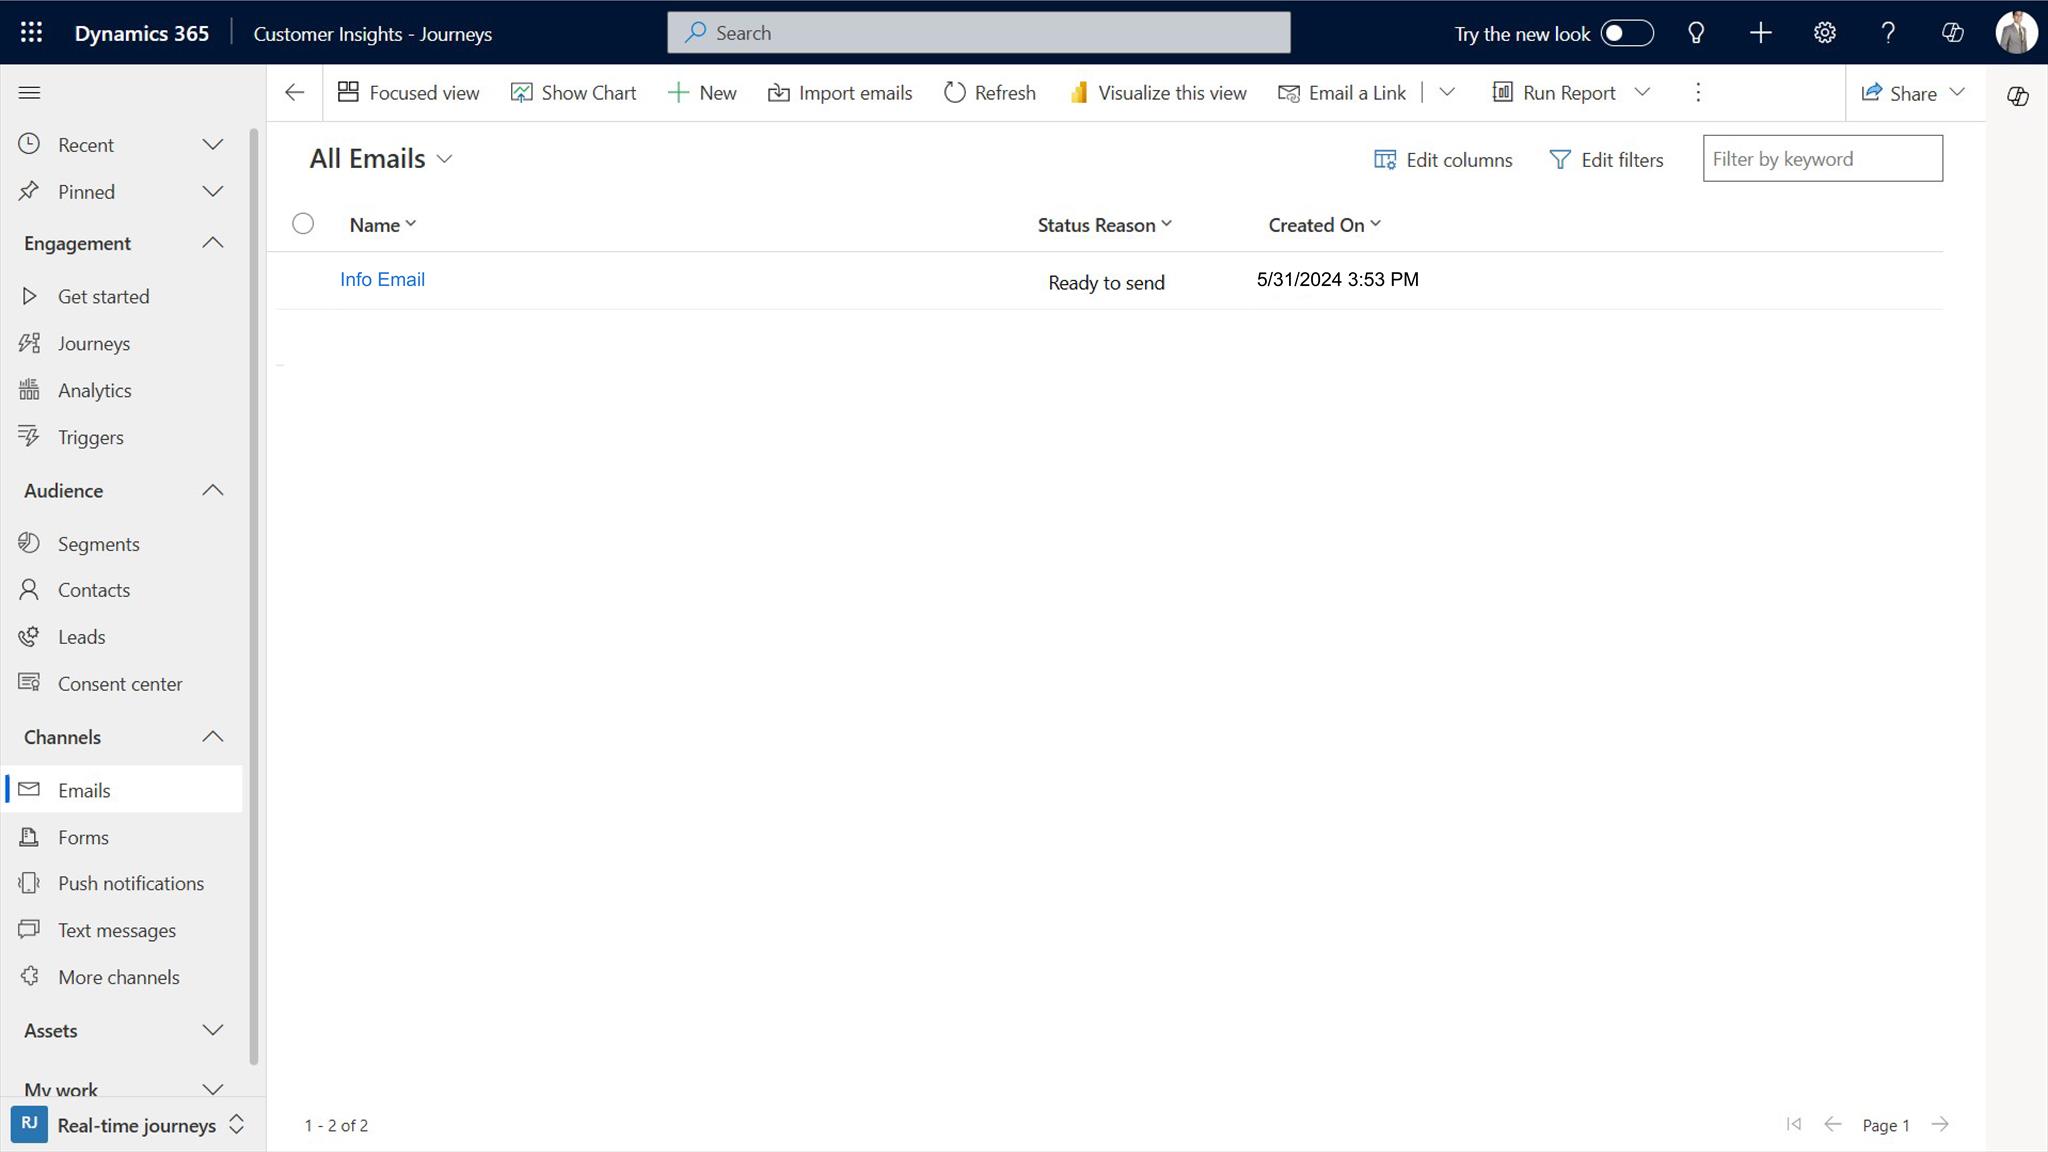 Dynamics 365
Customer Insights - Journeys
Search
Try the new look
Focused view
Show Chart
New
Import emails
Refresh
Visualize this view
Email a Link
Run Report
Share
Recent
Pinned
Engagement
Get started
Journeys
Analytics
Triggers
Audience
Segments
Contacts
Leads
Consent center
Channels
Emails
Forms
Push notifications
Text messages
More channels
Assets
My work
RJ
Real-time journeys
All Emails
Edit columns
Edit filters
Filter by keyword
Name
Status Reason
Created On
Info Email
Ready to send
5/31/2024 3:53 PM
1 - 2 of 2
Page 1